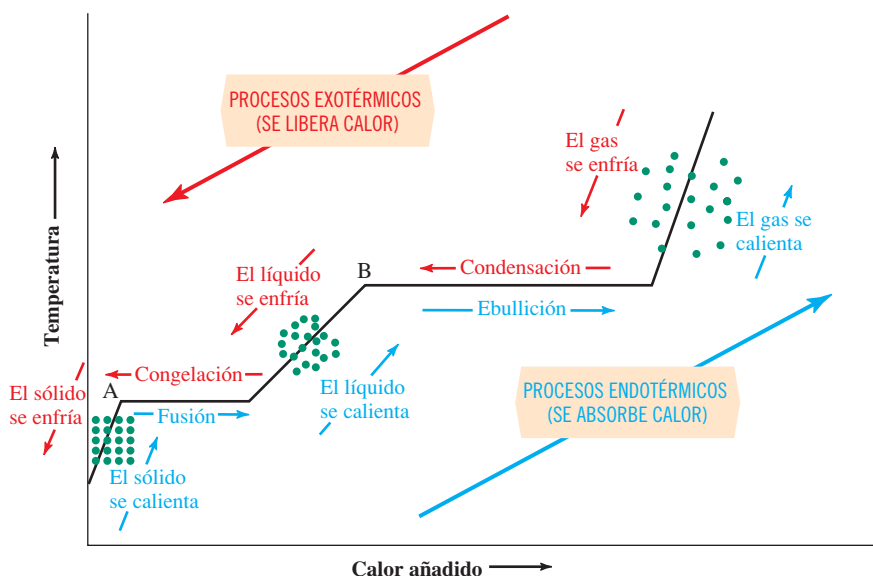 PROCESOS EXOTÉRMICOS
(SE LIBERA CALOR)
El gas
se enfría
El gas se
calienta
Temperatura
El líquido
se enfría
B
Condensación
Ebullición
El sólido
se enfría
A
Congelación
Fusión
El líquido
se calienta
PROCESOS ENDOTÉRMICOS
(SE ABSORBE CALOR)
El sólido
se calienta
Calor añadido